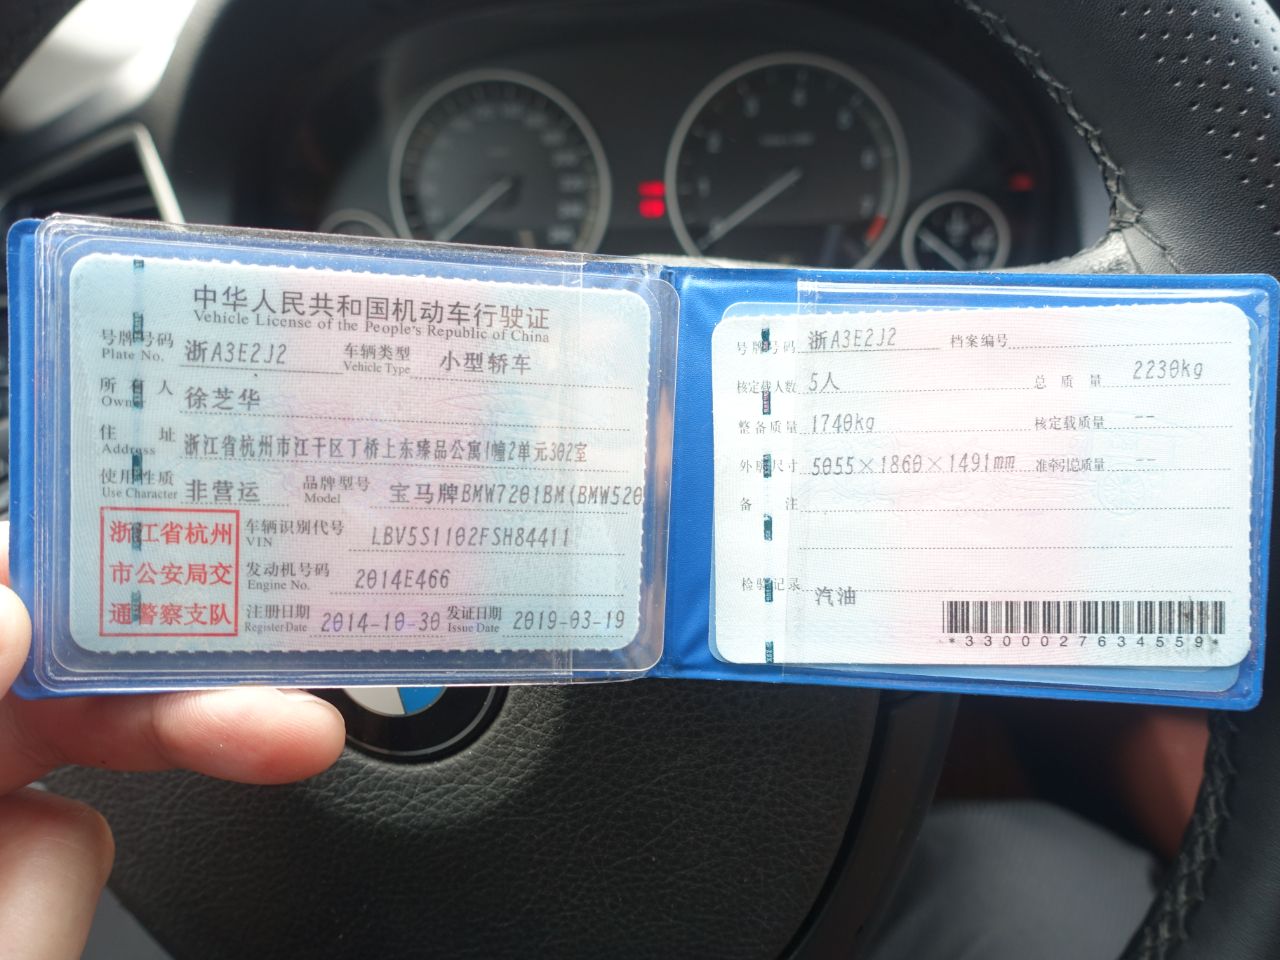 中华人民共和国机动车行驶证
Vehicle License of the People's Republic of China
号牌号码 浙A3E2J2 车辆类型 小型轿车
Plate No. Vehicle Type
所有人 徐芝华
Owner
住址 浙江省杭州市江干区丁桥上东臻品公寓1幢2单元302室
Address
使用性质 非营运 品牌型号 宝马牌BMW7201BM(BMW520
Use Character Model
浙江省杭州
市公安局交
通警察支队
车辆识别代号 LBV5S1102FSH84411
VIN
发动机号码 2014E466
Engine No.
注册日期 2014-10-30 发证日期 2019-03-19
Register Date Issue Date
号牌号码 浙A3E2J2 档案编号
核定载人数 5人 总质量 2230kg
整备质量 1740kg 核定载质量 --
外廓尺寸 5055×1860×1491mm 准牵引总质量 --
备注
检验记录 汽油
*3300027634559*